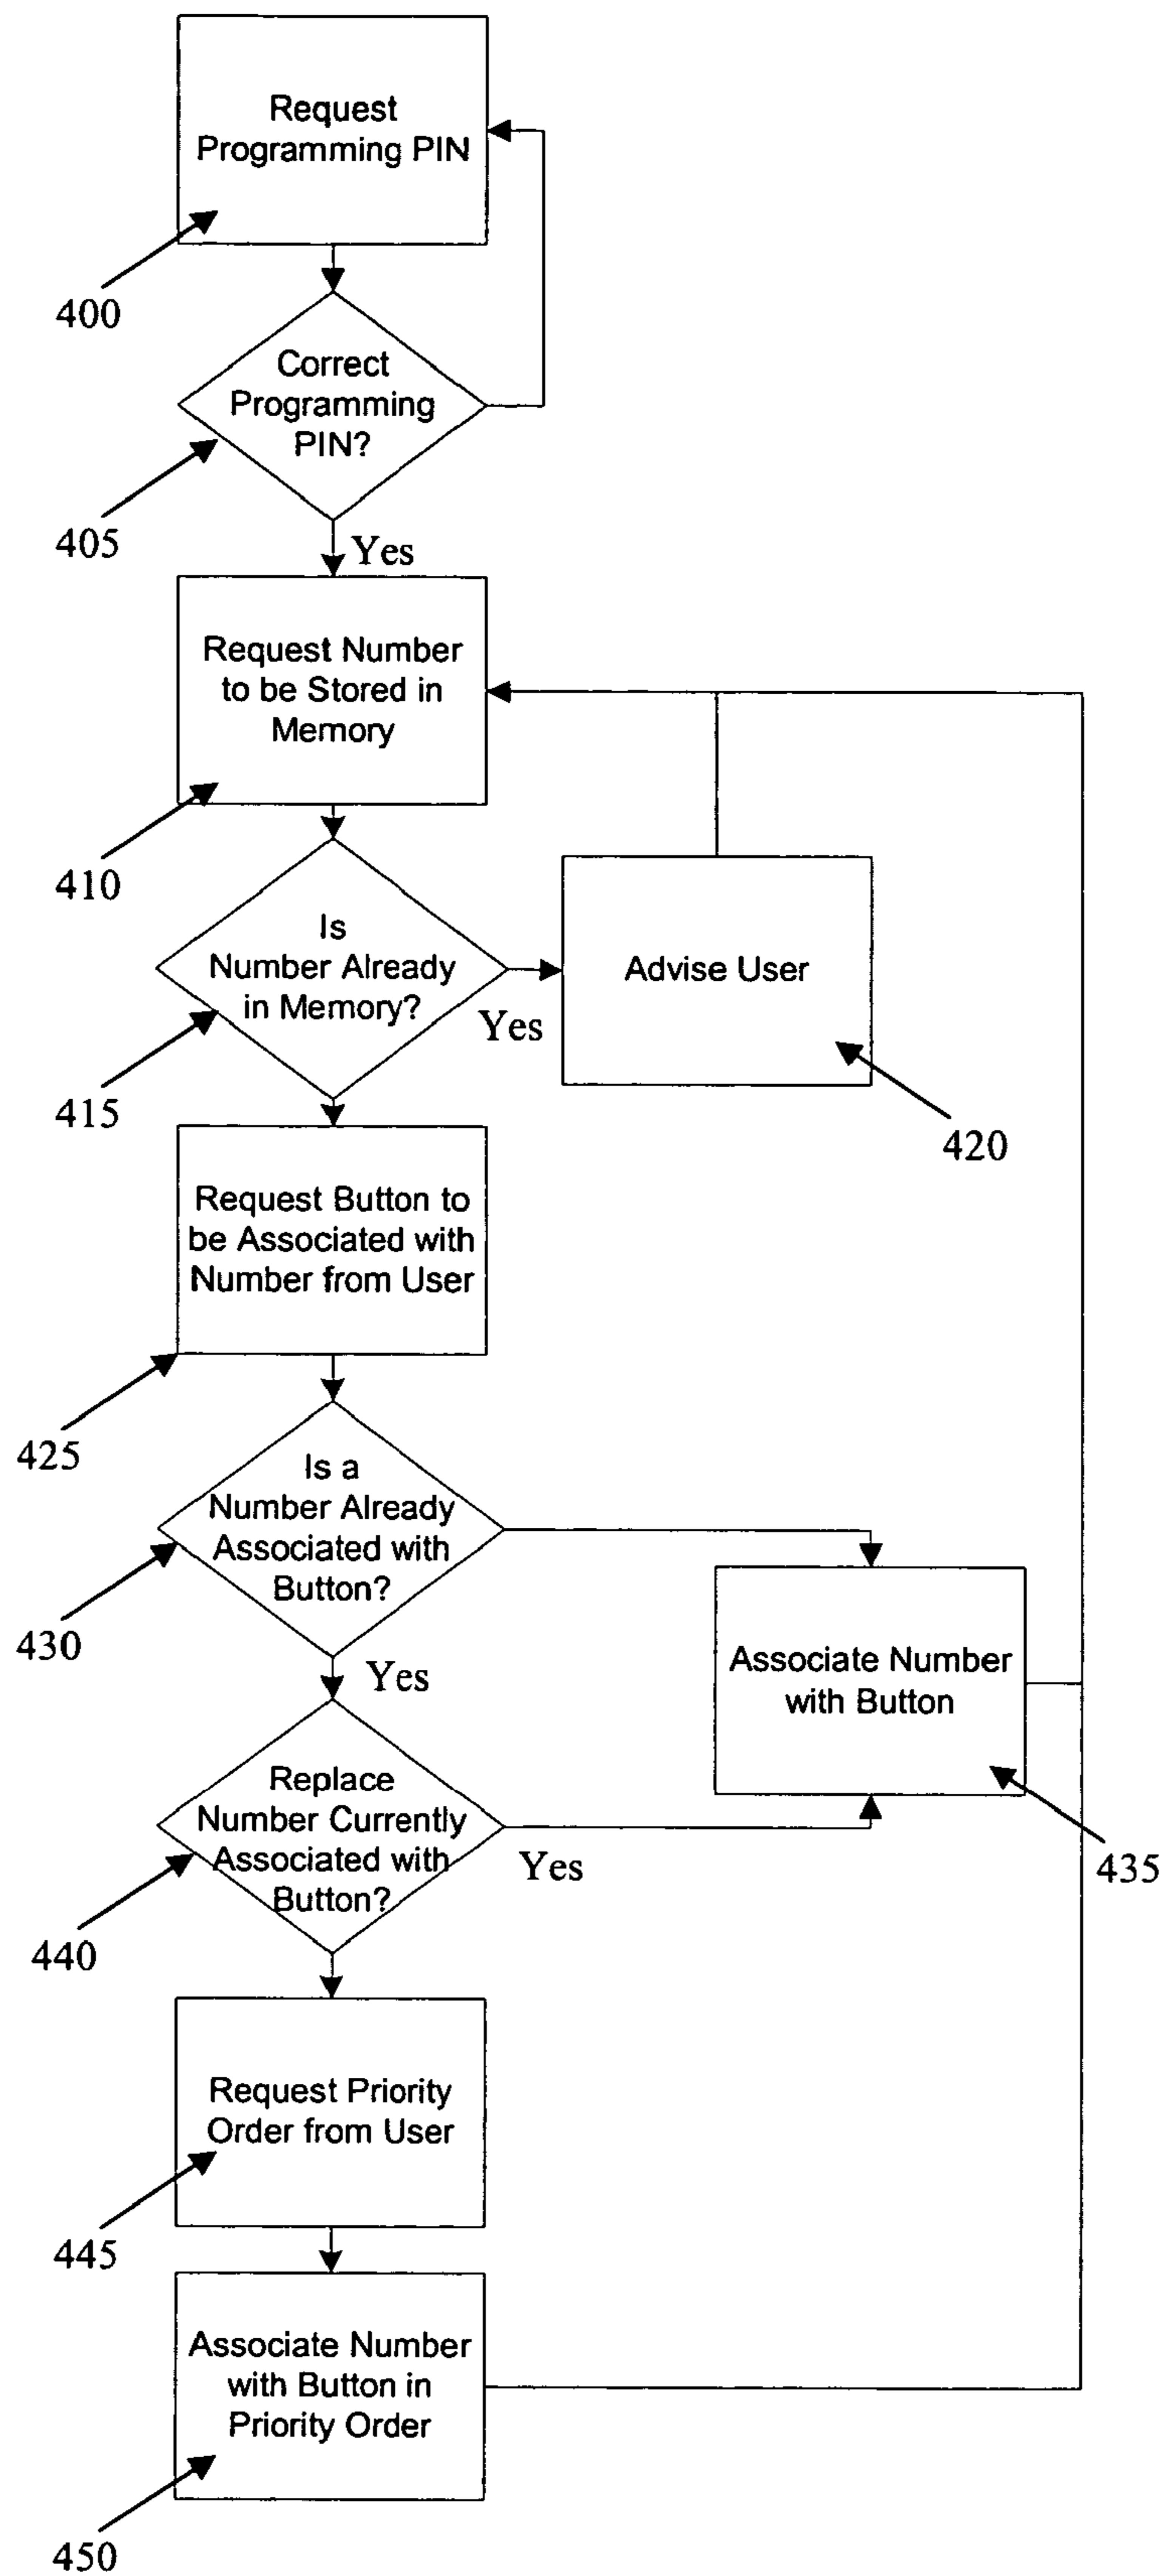 Request
Programming PIN
400
Correct
Programming
PIN?
405
Yes
Request Number
to be Stored in
Memory
410
Is
Number Already
in Memory?
Yes
415
Advise User
420
Request Button to
be Associated with
Number from User
425
Is a
Number Already
Associated with
Button?
430
Yes
Associate Number
with Button
435
Replace
Number Currently
Associated with
Button?
Yes
440
Request Priority
Order from User
445
Associate Number
with Button in
Priority Order
450